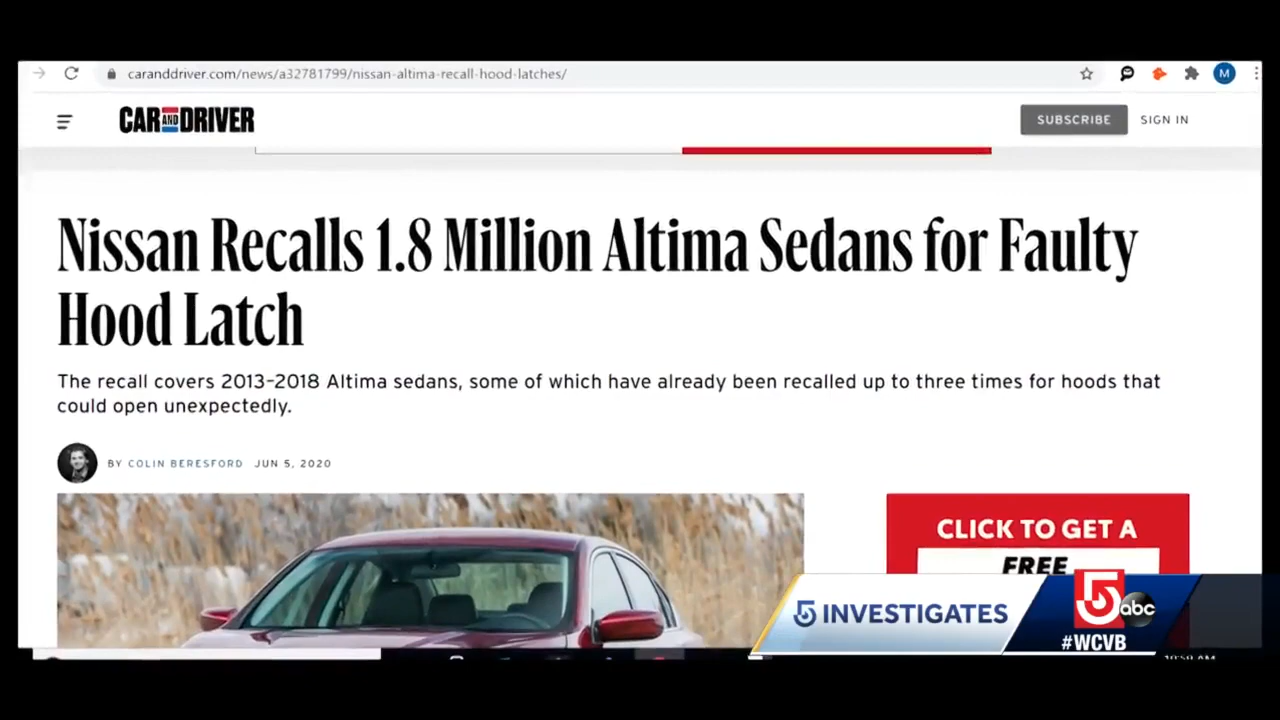 caranddriver.com/news/a32781799/nissan-altima-recall-hood-latches/
M
CAR AND DRIVER
SUBSCRIBE
SIGN IN
Nissan Recalls 1.8 Million Altima Sedans for Faulty
Hood Latch
The recall covers 2013–2018 Altima sedans, some of which have already been recalled up to three times for hoods that
could open unexpectedly.
BY COLIN BERESFORD JUN 5, 2020
CLICK TO GET A
FREE
5 INVESTIGATES
5 abc
#WCVB